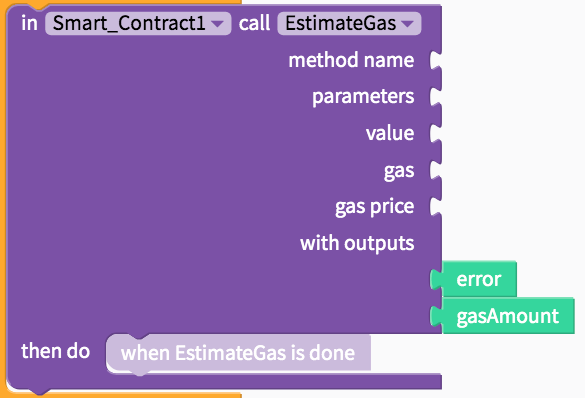 in Smart_Contract1 call EstimateGas
method name
parameters
value
gas
gas price
with outputs
error
gasAmount
then do when EstimateGas is done